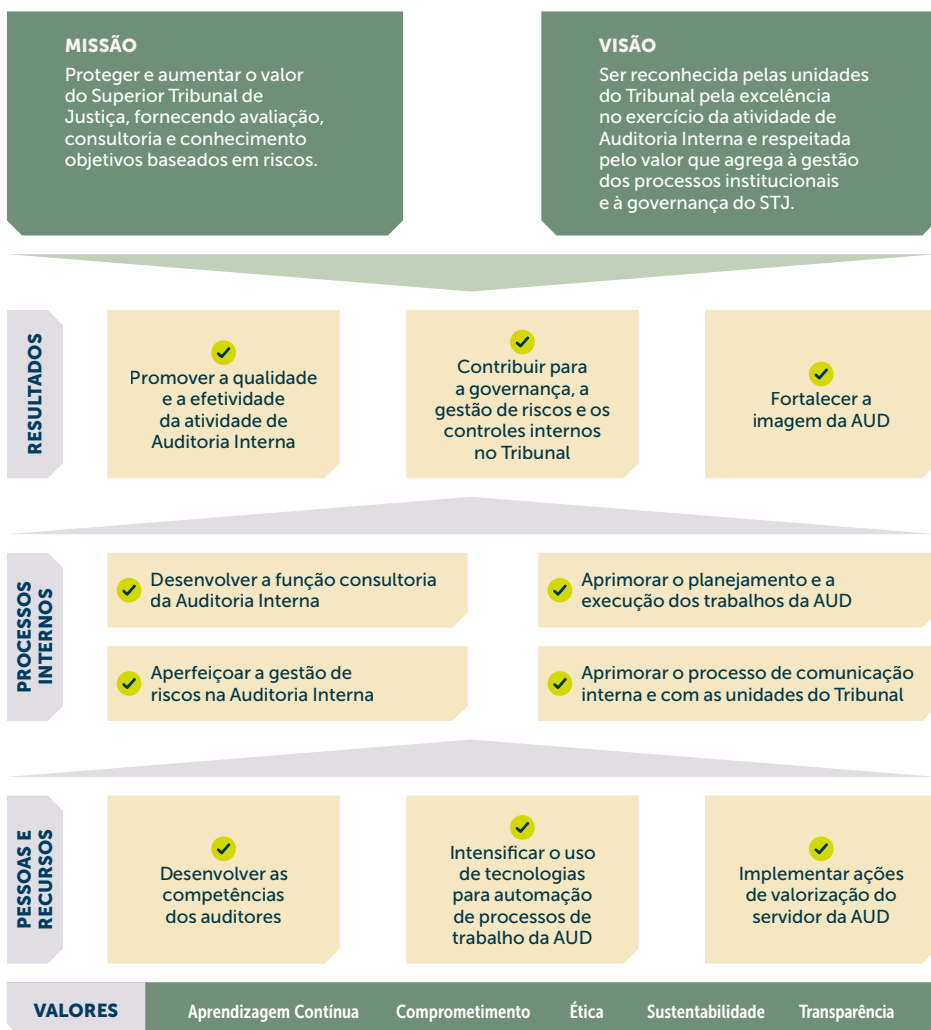 MISSÃO
Proteger e aumentar o valor
do Superior Tribunal de
Justiça, fornecendo avaliação,
consultoria e conhecimento
objetivos baseados em riscos.
VISÃO
Ser reconhecida pelas unidades
do Tribunal pela excelência
no exercício da atividade de
Auditoria Interna e respeitada
pelo valor que agrega à gestão
dos processos institucionais
e à governança do STJ.
RESULTADOS
Promover a qualidade
e a efetividade
da atividade de
Auditoria Interna
Contribuir para
a governança, a
gestão de riscos e os
controles internos
no Tribunal
Fortalecer a
imagem da AUD
PROCESSOS
INTERNOS
Desenvolver a função consultoria
da Auditoria Interna
Aprimorar o planejamento e a
execução dos trabalhos da AUD
Aperfeiçoar a gestão de
riscos na Auditoria Interna
Aprimorar o processo de comunicação
interna e com as unidades do Tribunal
PESSOAS E
RECURSOS
Desenvolver as
competências
dos auditores
Intensificar o uso
de tecnologias
para automação
de processos de
trabalho da AUD
Implementar ações
de valorização do
servidor da AUD
VALORES
Aprendizagem Contínua
Comprometimento
Ética
Sustentabilidade
Transparência